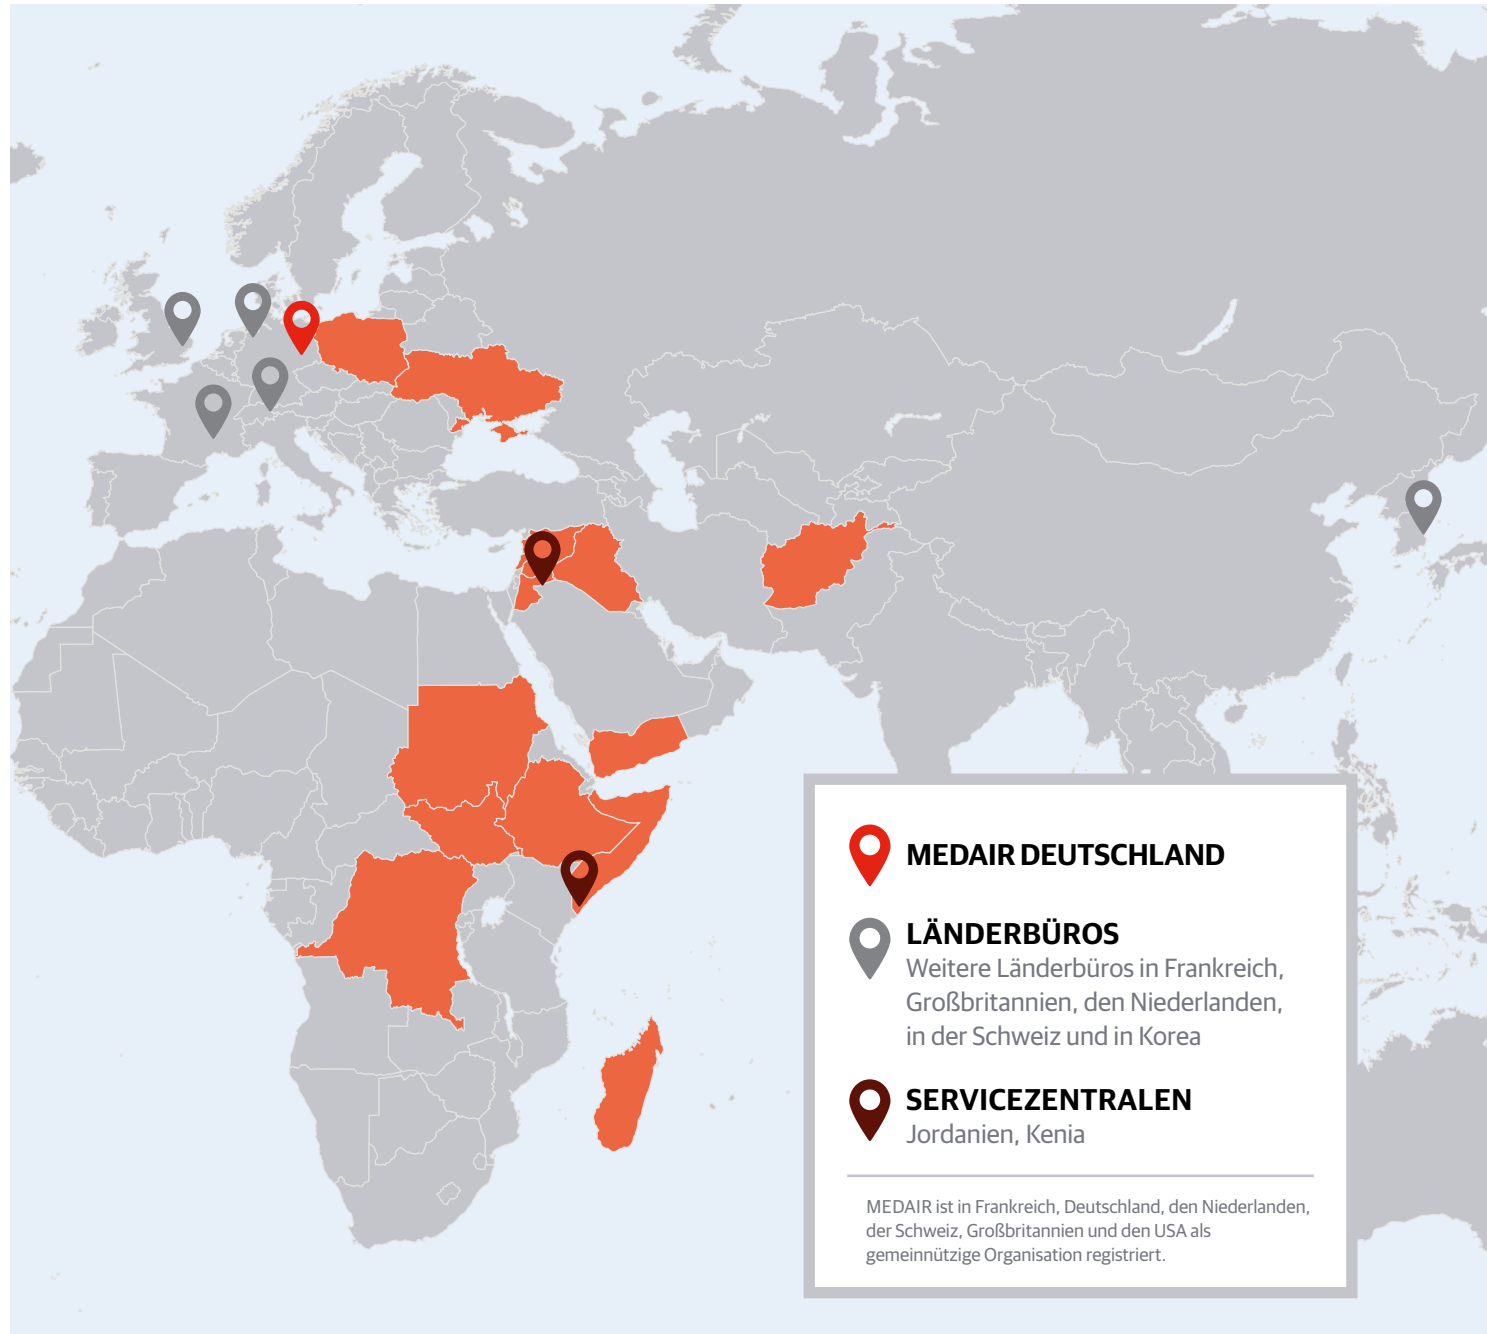 MEDAIR DEUTSCHLAND
LÄNDERBÜROS
Weitere Länderbüros in Frankreich,
Großbritannien, den Niederlanden,
in der Schweiz und in Korea
SERVICEZENTRALEN
Jordanien, Kenia
MEDAIR ist in Frankreich, Deutschland, den Niederlanden,
der Schweiz, Großbritannien und den USA als
gemeinnützige Organisation registriert.